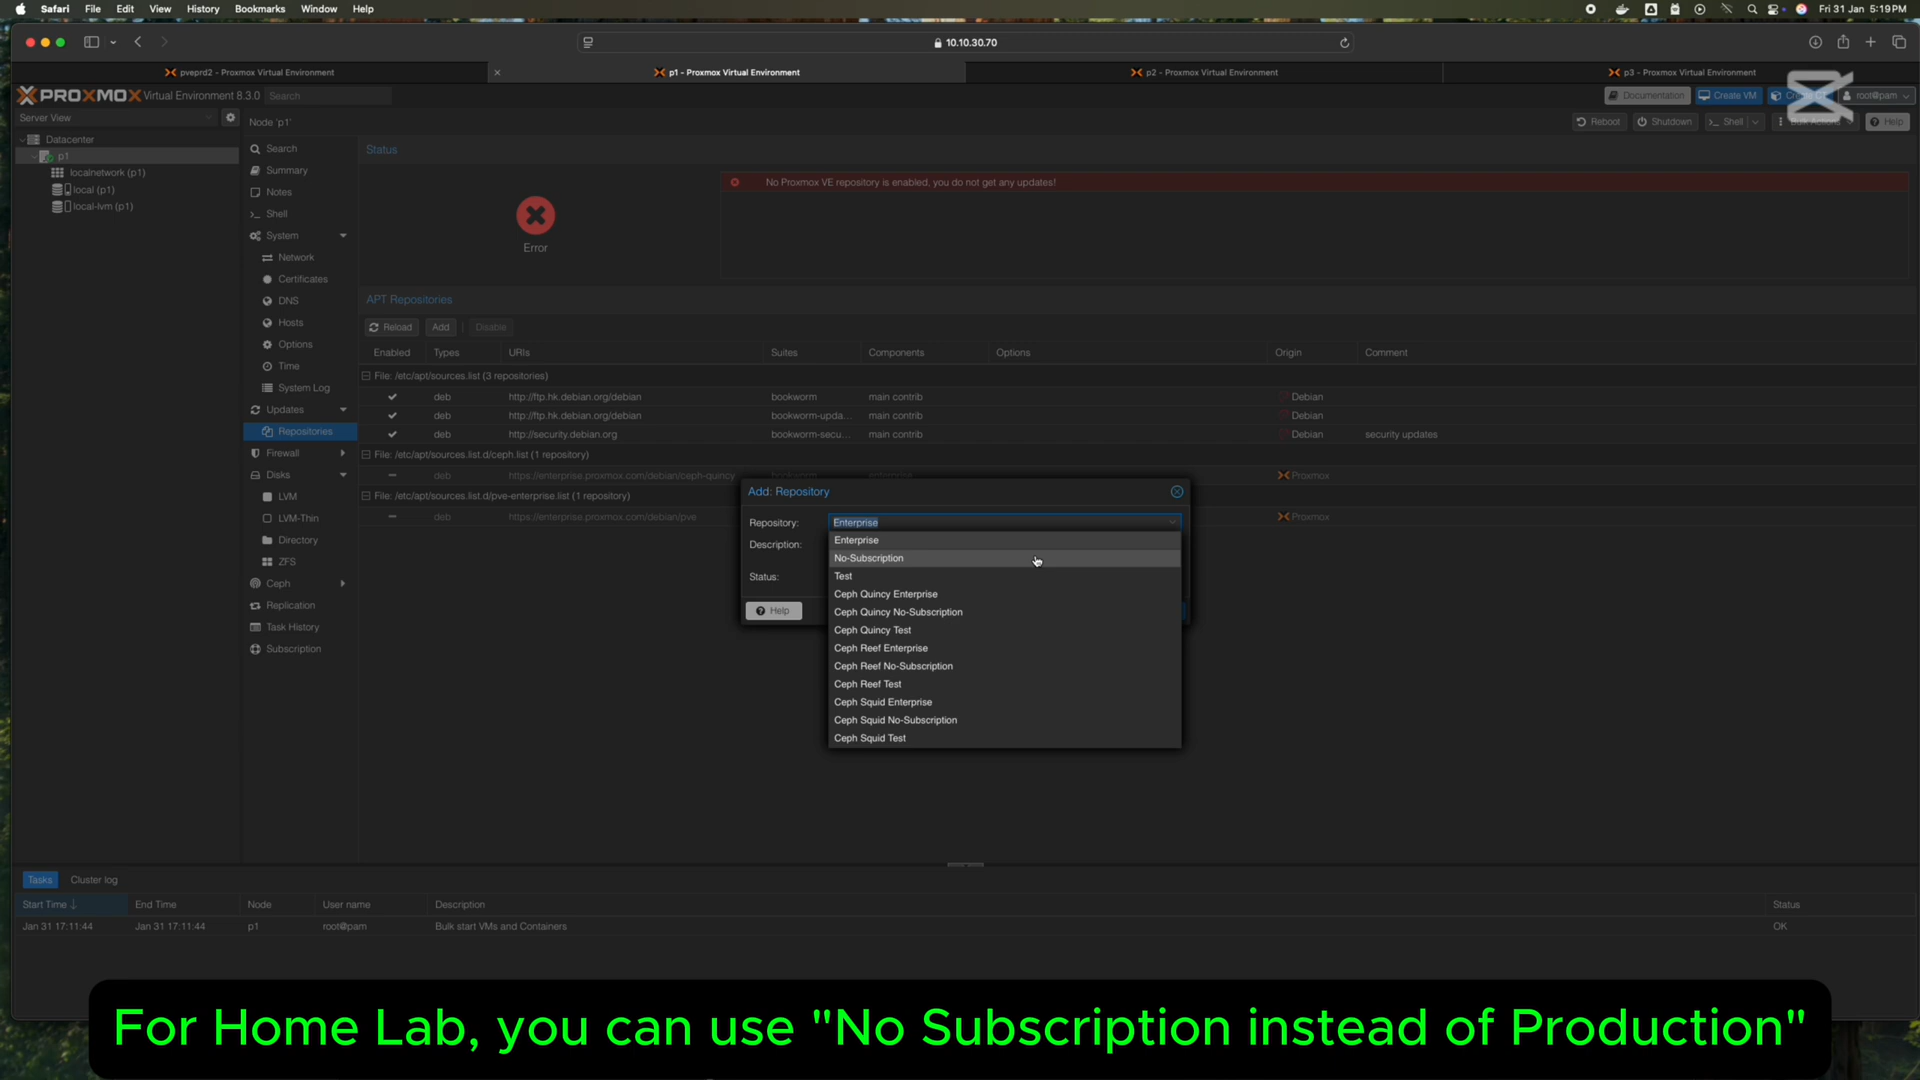 Safari File Edit View History Bookmarks Window Help Fri 31 Jan 5:19PM
10.10.30.70
pveprd2 - Proxmox Virtual Environment p1 - Proxmox Virtual Environment p2 - Proxmox Virtual Environment p3 - Proxmox Virtual Environment
PROXMOX Virtual Environment 8.3.0 Search Documentation Create VM root@pam
Server View Node 'p1' Reboot Shutdown Shell Help
Datacenter
p1
localnetwork (p1)
local (p1)
local-lvm (p1)
Search
Summary
Notes
Shell
System
Network
Certificates
DNS
Hosts
Options
Time
System Log
Updates
Repositories
Firewall
Disks
LVM
LVM-Thin
Directory
ZFS
Ceph
Replication
Task History
Subscription
Status
No Proxmox VE repository is enabled, you do not get any updates!
Error
APT Repositories
Reload Add Disable
Enabled Types URIs Suites Components Options Origin Comment
File: /etc/apt/sources.list (3 repositories)
deb http://ftp.hk.debian.org/debian bookworm main contrib Debian
deb http://ftp.hk.debian.org/debian bookworm-upda... main contrib Debian
deb http://security.debian.org bookworm-secu... main contrib Debian security updates
File: /etc/apt/sources.list.d/ceph.list (1 repository)
deb https://enterprise.proxmox.com/debian/ceph-quincy bookworm enterprise Proxmox
File: /etc/apt/sources.list.d/pve-enterprise.list (1 repository)
deb https://enterprise.proxmox.com/debian/pve Proxmox
Add: Repository
Repository: Enterprise
Description:
Status:
Help
Enterprise
No-Subscription
Test
Ceph Quincy Enterprise
Ceph Quincy No-Subscription
Ceph Quincy Test
Ceph Reef Enterprise
Ceph Reef No-Subscription
Ceph Reef Test
Ceph Squid Enterprise
Ceph Squid No-Subscription
Ceph Squid Test
Tasks Cluster log
Start Time End Time Node User name Description Status
Jan 31 17:11:44 Jan 31 17:11:44 p1 root@pam Bulk start VMs and Containers OK
For Home Lab, you can use "No Subscription instead of Production"